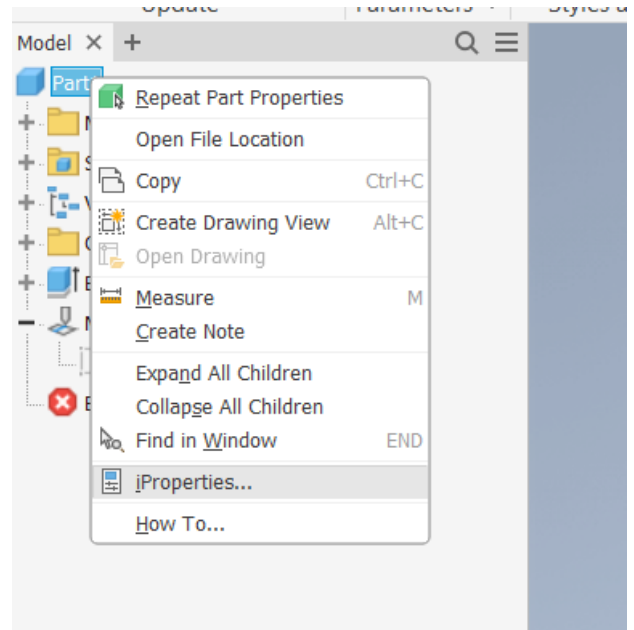 Update
Parameters
Styles a
Model
Part
Repeat Part Properties
Open File Location
Copy Ctrl+C
Create Drawing View Alt+C
Open Drawing
Measure M
Create Note
Expand All Children
Collapse All Children
Find in Window END
iProperties...
How To...